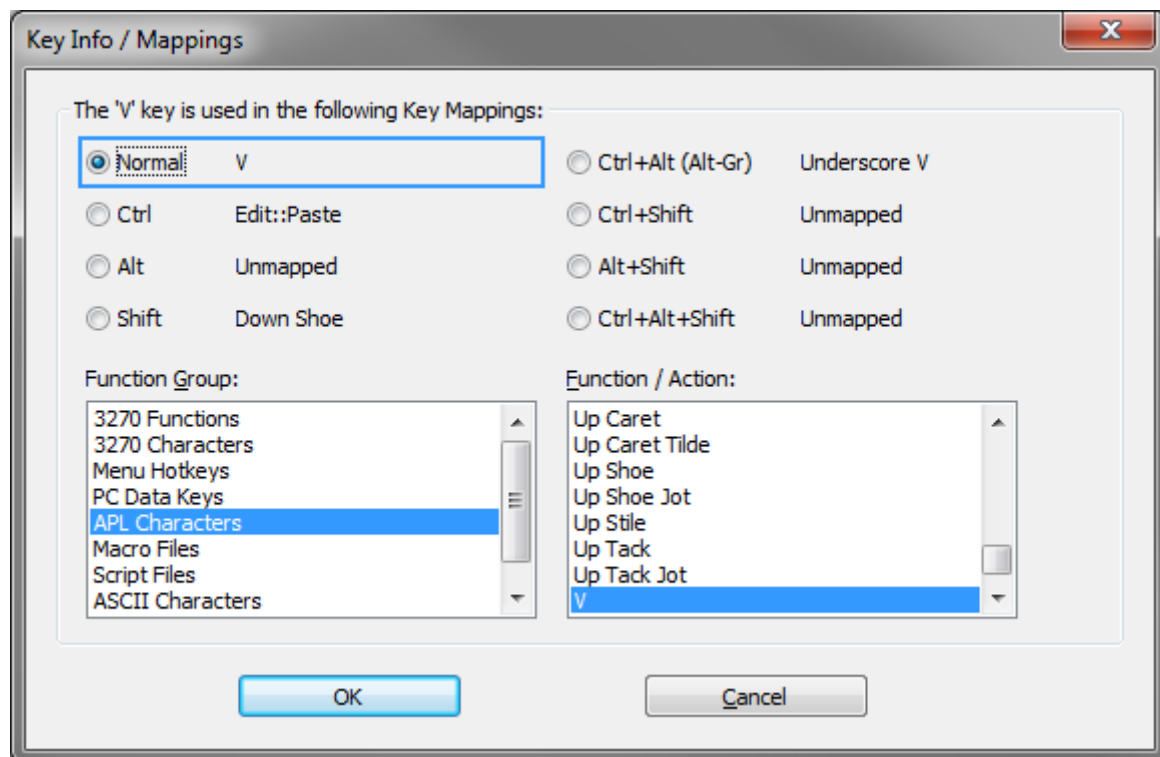 Key Info / Mappings
The 'V' key is used in the following Key Mappings:
Normal V
Ctrl+Alt (Alt-Gr) Underscore V
Ctrl Edit::Paste
Ctrl+Shift Unmapped
Alt Unmapped
Alt+Shift Unmapped
Shift Down Shoe
Ctrl+Alt+Shift Unmapped
Function Group:
3270 Functions
3270 Characters
Menu Hotkeys
PC Data Keys
APL Characters
Macro Files
Script Files
ASCII Characters
Function / Action:
Up Caret
Up Caret Tilde
Up Shoe
Up Shoe Jot
Up Stile
Up Tack
Up Tack Jot
V
OK
Cancel